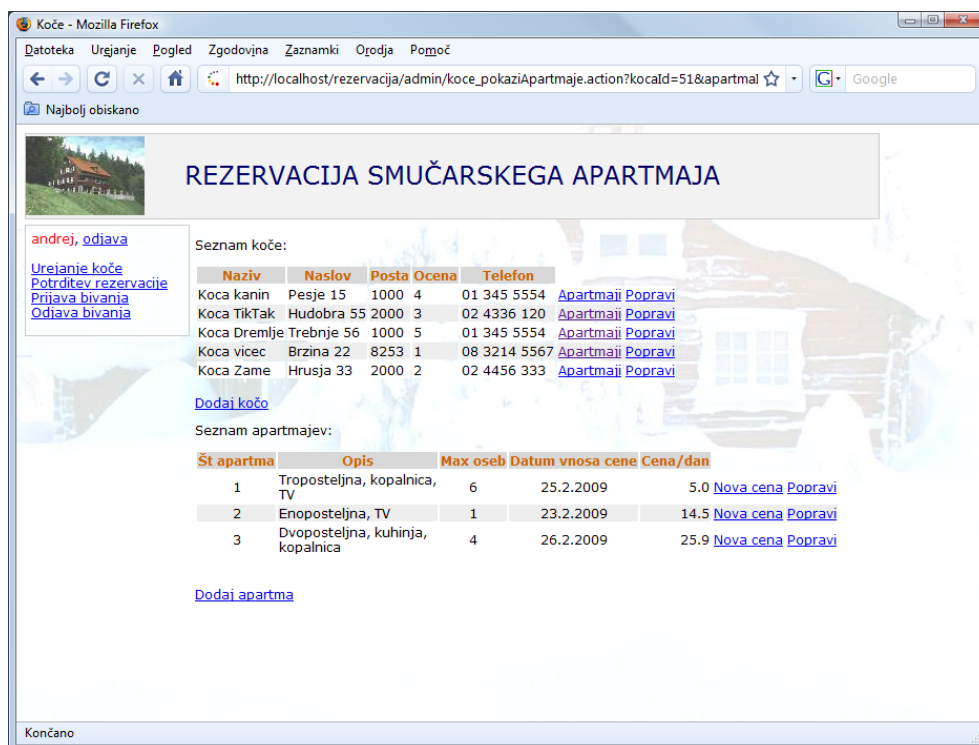 Koče - Mozilla Firefox
Datoteka Urejanje Pogled Zgodovina Zaznamki Orodja Pomoč
http://localhost/rezervacija/admin/koce_pokaziApartmaje.action?kocaId=51&apartmal
G Google
Najbolj obiskano
REZERVACIJA SMUČARSKEGA APARTMAJA
andrej, odjava
Urejanje koče
Potrditev rezervacije
Prijava bivanja
Odjava bivanja
Seznam koče:
Naziv Naslov Posta Ocena Telefon
Koca kanin Pesje 15 1000 4 01 345 5554 Apartmaji Popravi
Koca TikTak Hudobra 55 2000 3 02 4336 120 Apartmaji Popravi
Koca Dremlje Trebnje 56 1000 5 01 345 5554 Apartmaji Popravi
Koca vicec Brzina 22 8253 1 08 3214 5567 Apartmaji Popravi
Koca Zame Hrusja 33 2000 2 02 4456 333 Apartmaji Popravi
Dodaj kočo
Seznam apartmajev:
Št apartma Opis Max oseb Datum vnosa cene Cena/dan
1 Troposteljna, kopalnica, TV 6 25.2.2009 5.0 Nova cena Popravi
2 Enoposteljna, TV 1 23.2.2009 14.5 Nova cena Popravi
3 Dvoposteljna, kuhinja, kopalnica 4 26.2.2009 25.9 Nova cena Popravi
Dodaj apartma
Končano